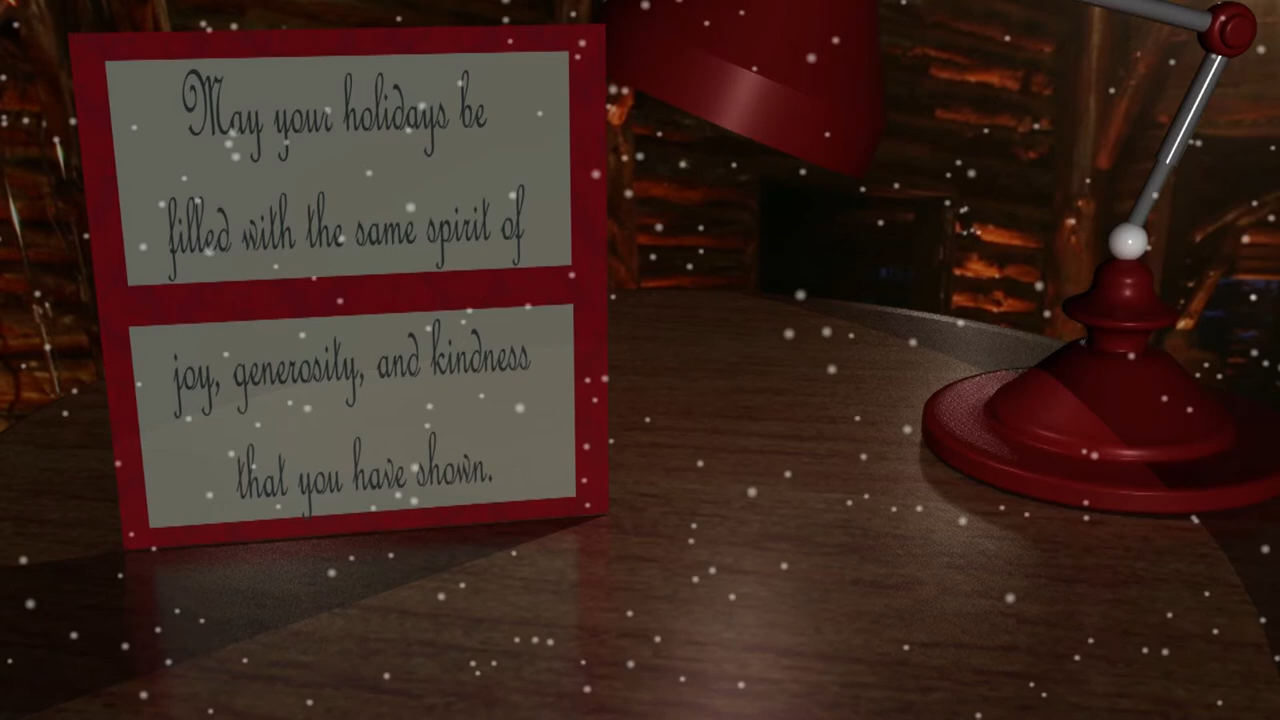 May your holidays be
filled with the same spirit of
joy, generosity, and kindness
that you have shown.